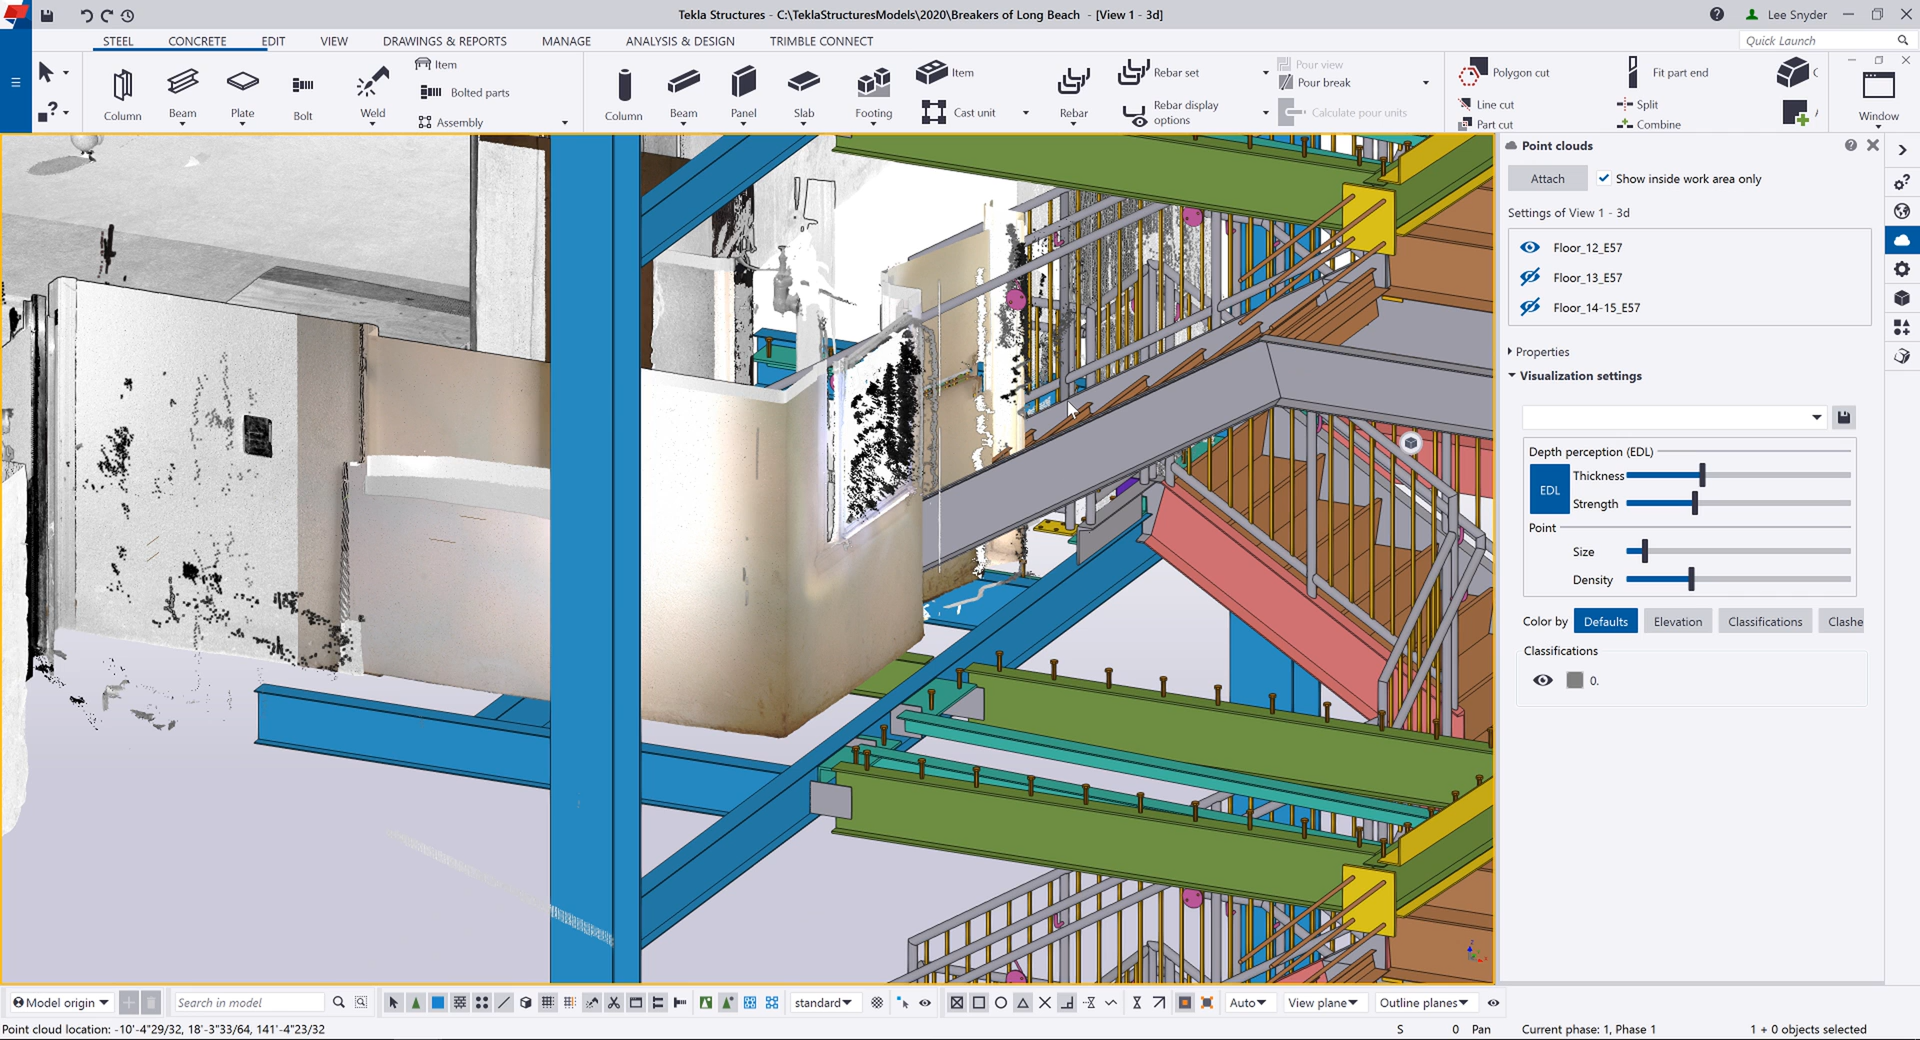 Tekla Structures - C:\TeklaStructuresModels\2020\Breakers of Long Beach - [View 1 - 3d]
Lee Snyder
STEEL CONCRETE EDIT VIEW DRAWINGS & REPORTS MANAGE ANALYSIS & DESIGN TRIMBLE CONNECT
Quick Launch
Column Beam Plate Bolt Weld
Item
Bolted parts
Assembly
Column Beam Panel Slab Footing
Item
Cast unit
Rebar
Rebar set
Rebar display options
Pour view
Pour break
Calculate pour units
Polygon cut
Line cut
Part cut
Fit part end
Split
Combine
Window
Point clouds
Attach
Show inside work area only
Settings of View 1 - 3d
Floor_12_E57
Floor_13_E57
Floor_14-15_E57
Properties
Visualization settings
Depth perception (EDL)
EDL
Thickness
Strength
Point
Size
Density
Color by Defaults Elevation Classifications Clashe
Classifications
0.
Model origin
Search in model
standard
Auto
View plane
Outline planes
Point cloud location: -10'-4"29/32, 18'-3"33/64, 141'-4"23/32
S 0 Pan
Current phase: 1, Phase 1
1 + 0 objects selected